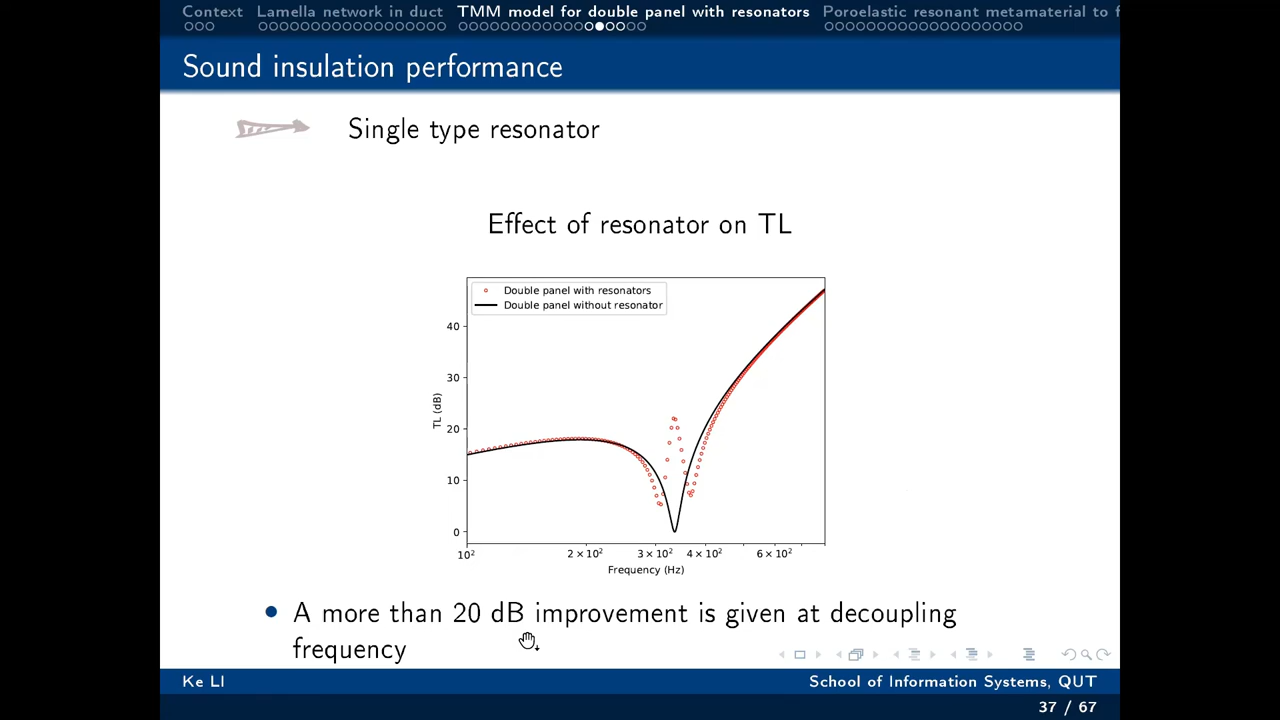 Context Lamella network in duct TMM model for double panel with resonators Poroelastic resonant metamaterial to f
Sound insulation performance
Single type resonator
Effect of resonator on TL
Double panel with resonators
Double panel without resonator
TL (dB)
40
30
20
10
0
10² 2 × 10² 3 × 10² 4 × 10² 6 × 10²
Frequency (Hz)
A more than 20 dB improvement is given at decoupling
frequency
Ke LI School of Information Systems, QUT
37 / 67